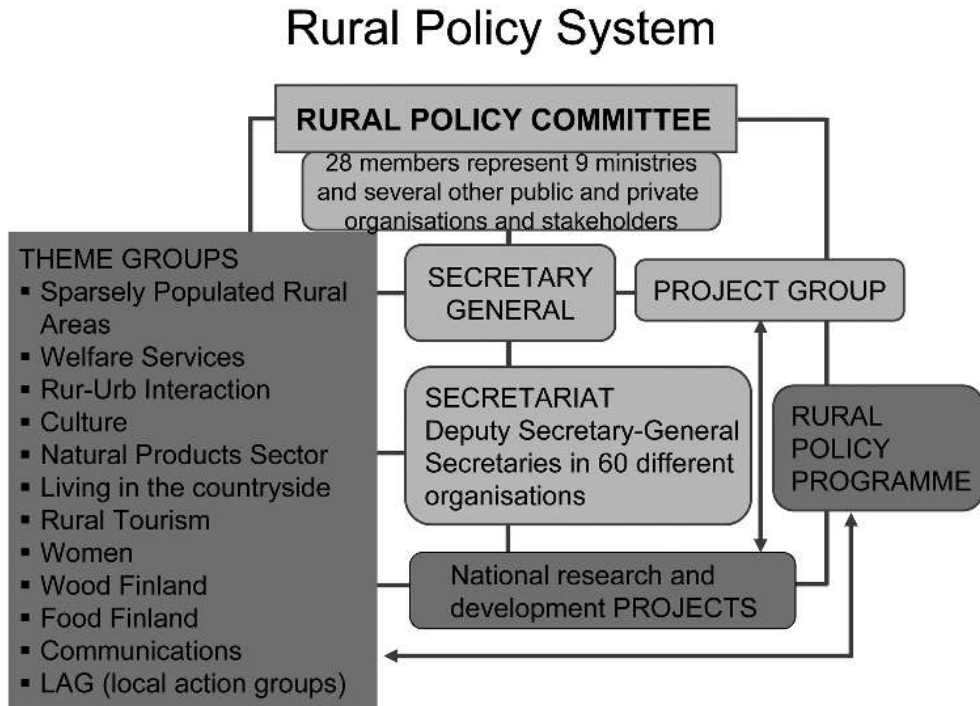 Rural Policy System
RURAL POLICY COMMITTEE
28 members represent 9 ministries
and several other public and private
organisations and stakeholders
THEME GROUPS
▪ Sparsely Populated Rural
Areas
▪ Welfare Services
▪ Rur-Urb Interaction
▪ Culture
▪ Natural Products Sector
▪ Living in the countryside
▪ Rural Tourism
▪ Women
▪ Wood Finland
▪ Food Finland
▪ Communications
▪ LAG (local action groups)
SECRETARY
GENERAL
PROJECT GROUP
SECRETARIAT
Deputy Secretary-General
Secretaries in 60 different
organisations
RURAL
POLICY
PROGRAMME
National research and
development PROJECTS